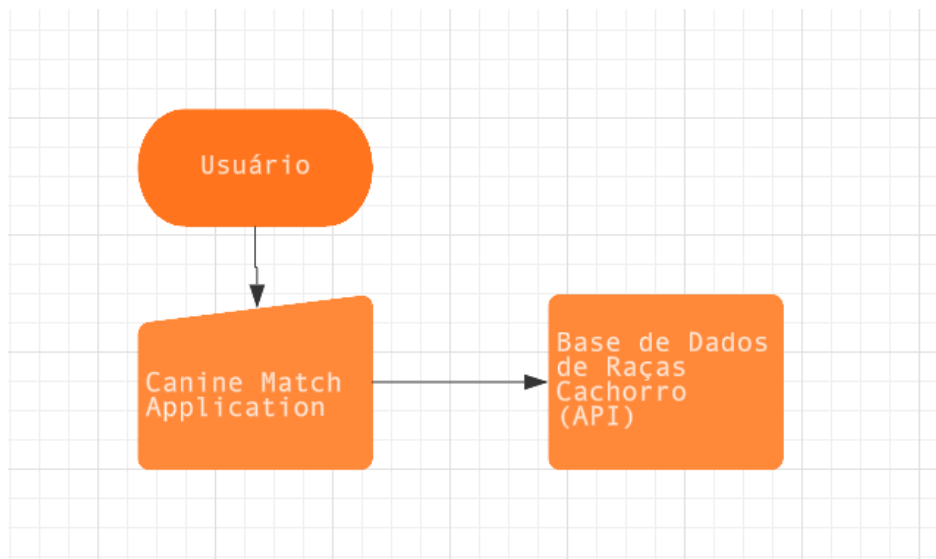 Usuário
Canine Match
Application
Base de Dados
de Raças
Cachorro
(API)